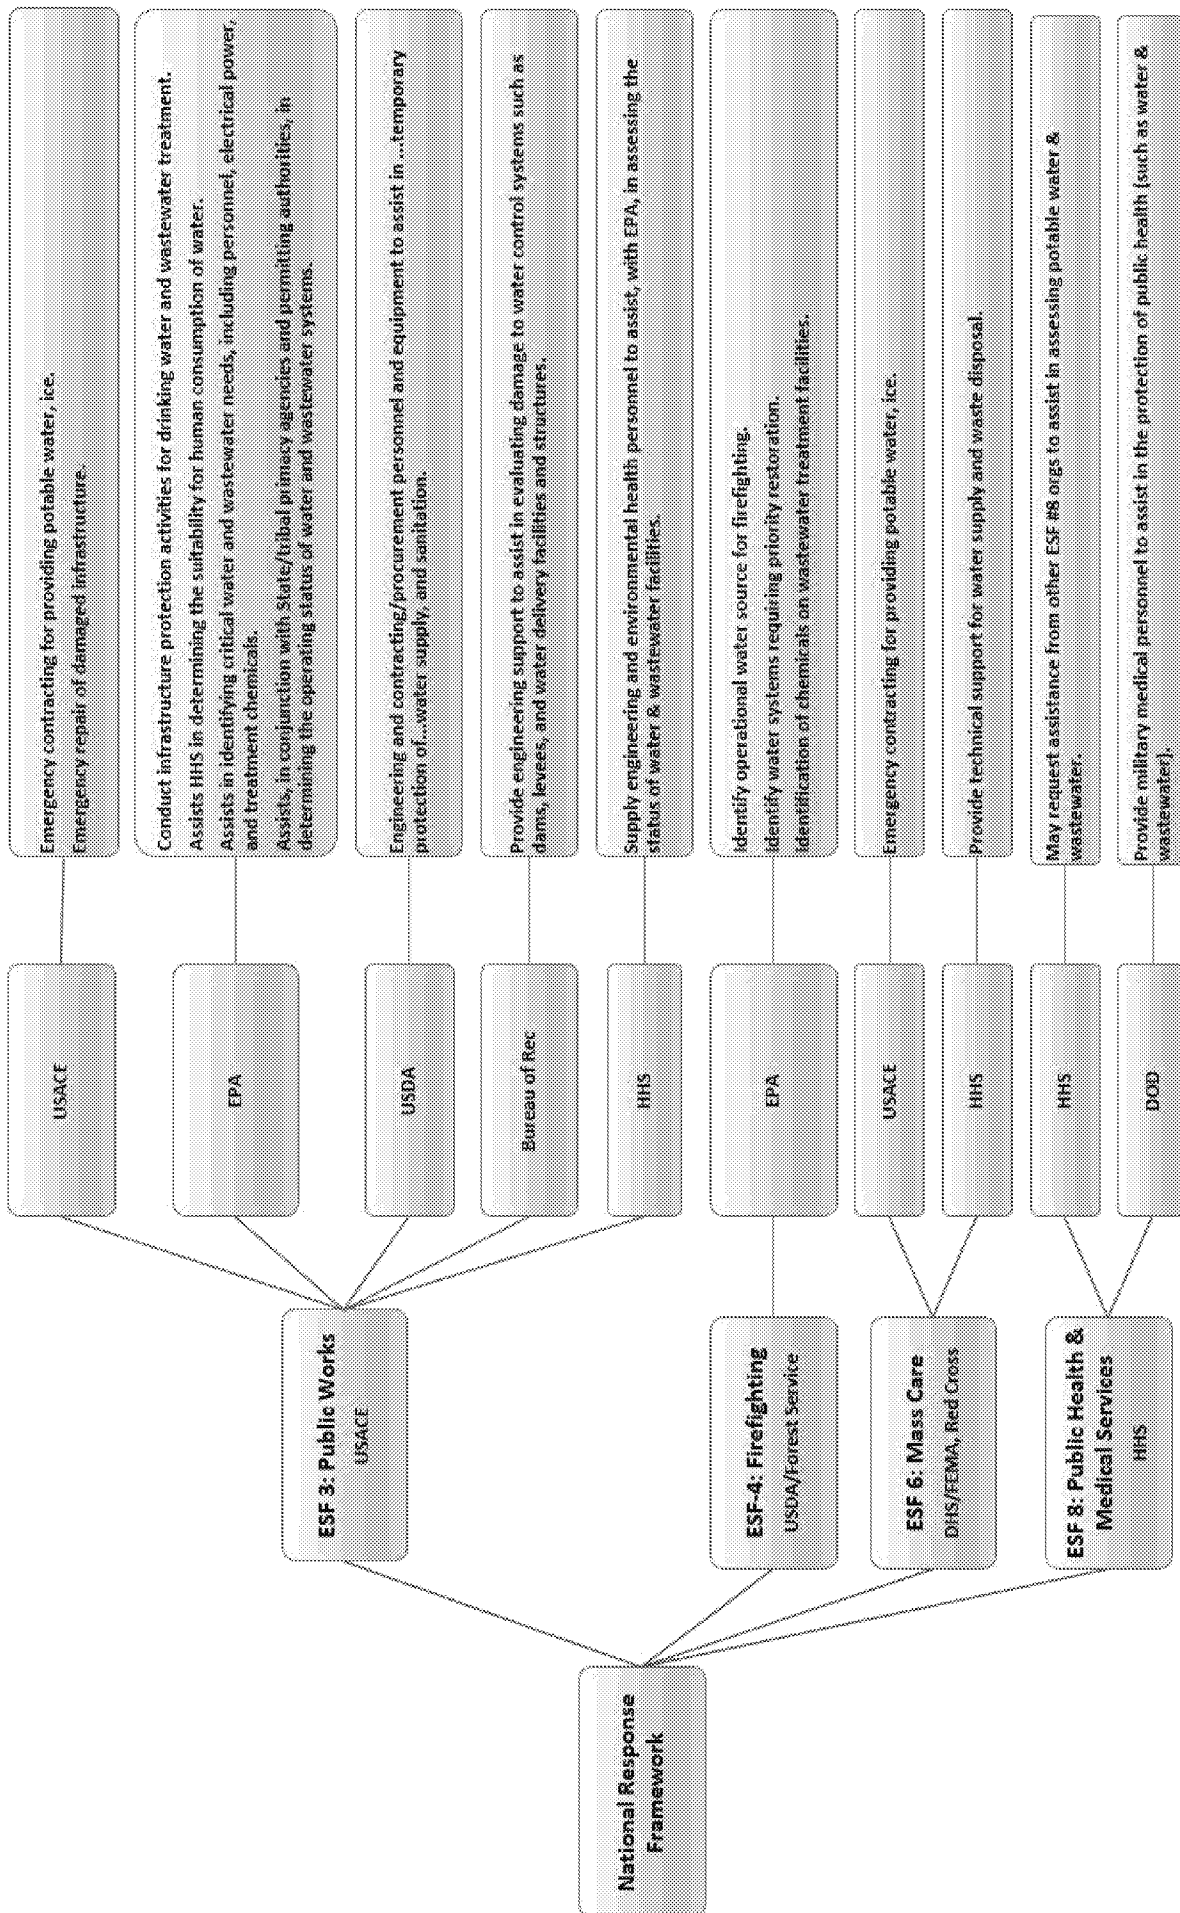 National Response
Framework
ESF 3: Public Works
USACE
USACE
Emergency contracting for providing potable water, ice.
Emergency repair of damaged infrastructure.
EPA
Conduct infrastructure protection activities for drinking water and wastewater treatment.
Assists HHS in determining the suitability for human consumption of water.
Assists in identifying critical water and wastewater needs, including personnel, electrical power,
and treatment chemicals.
Assists, in conjunction with State/tribal primacy agencies and permitting authorities, in
determining the operating status of water and wastewater systems.
USDA
Engineering and contracting/procurement personnel and equipment to assist in ...temporary
protection of...water supply, and sanitation.
Bureau of Rec
Provide engineering support to assist in evaluating damage to water control systems such as
dams, levees, and water delivery facilities and structures.
HHS
Supply engineering and environmental health personnel to assist, with EPA, in assessing the
status of water & wastewater facilities.
ESF-4: Firefighting
USDA/Forest Service
EPA
Identify operational water source for firefighting.
Identify water systems requiring priority restoration.
Identification of chemicals on wastewater treatment facilities.
ESF 6: Mass Care
DHS/FEMA, Red Cross
USACE
Emergency contracting for providing potable water, ice.
HHS
Provide technical support for water supply and waste disposal.
ESF 8: Public Health &
Medical Services
HHS
HHS
May request assistance from other ESF #8 orgs to assist in assessing potable water &
wastewater.
DOD
Provide military medical personnel to assist in the protection of public health (such as water &
wastewater).